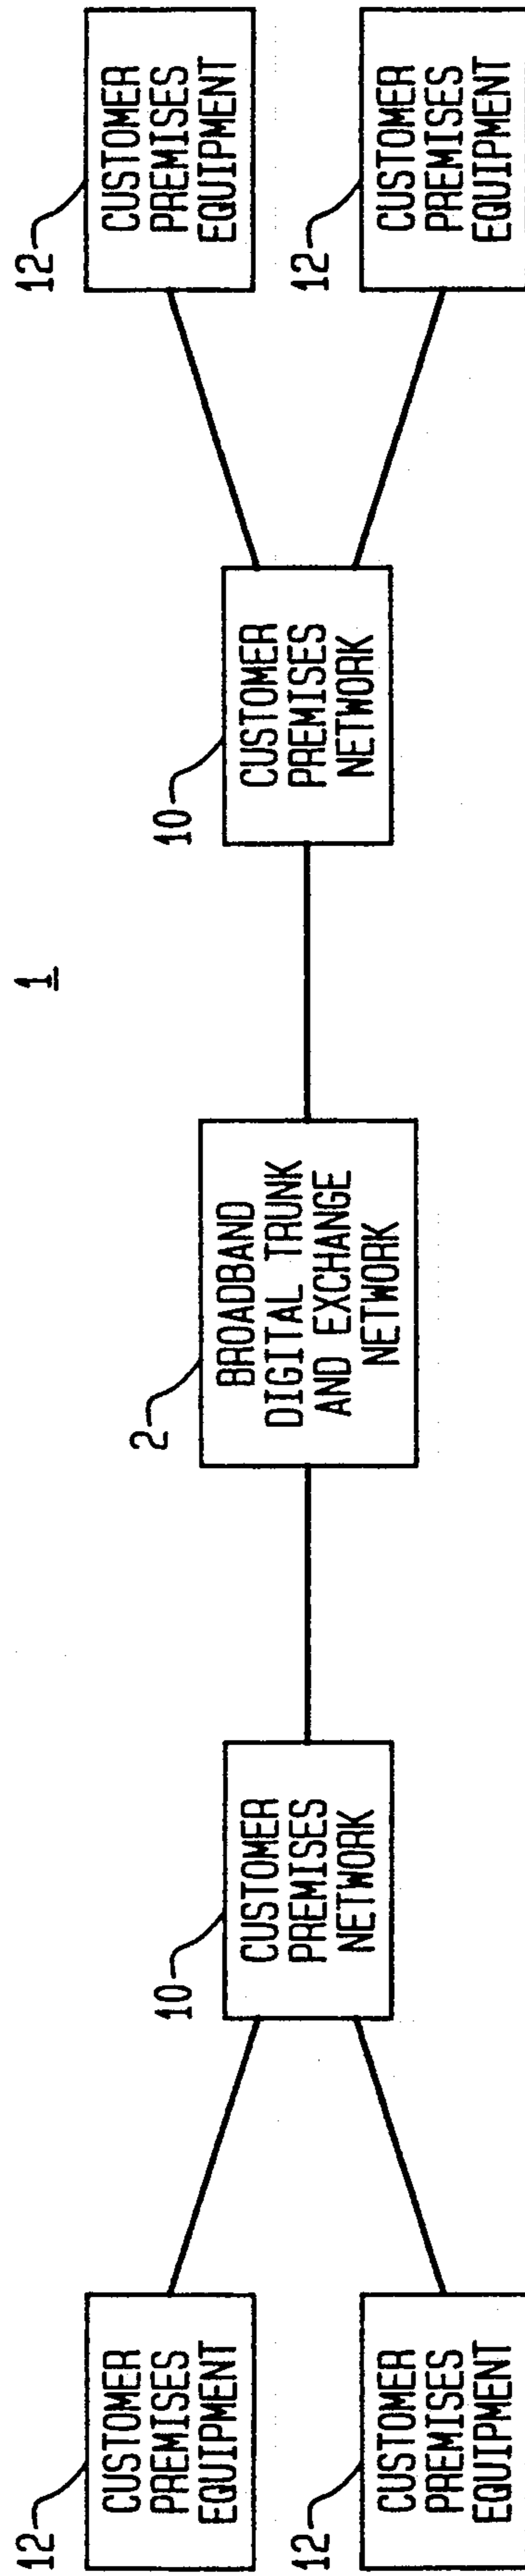 1
12
CUSTOMER
PREMISES
EQUIPMENT
12
CUSTOMER
PREMISES
EQUIPMENT
10
CUSTOMER
PREMISES
NETWORK
2
BROADBAND
DIGITAL TRUNK
AND EXCHANGE
NETWORK
10
CUSTOMER
PREMISES
NETWORK
12
CUSTOMER
PREMISES
EQUIPMENT
12
CUSTOMER
PREMISES
EQUIPMENT